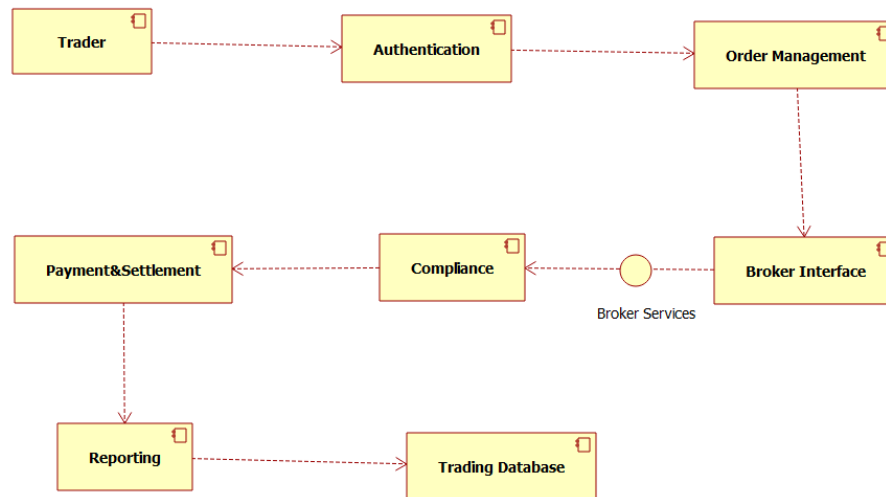 Trader
Authentication
Order Management
Payment&Settlement
Compliance
Broker Interface
Broker Services
Reporting
Trading Database